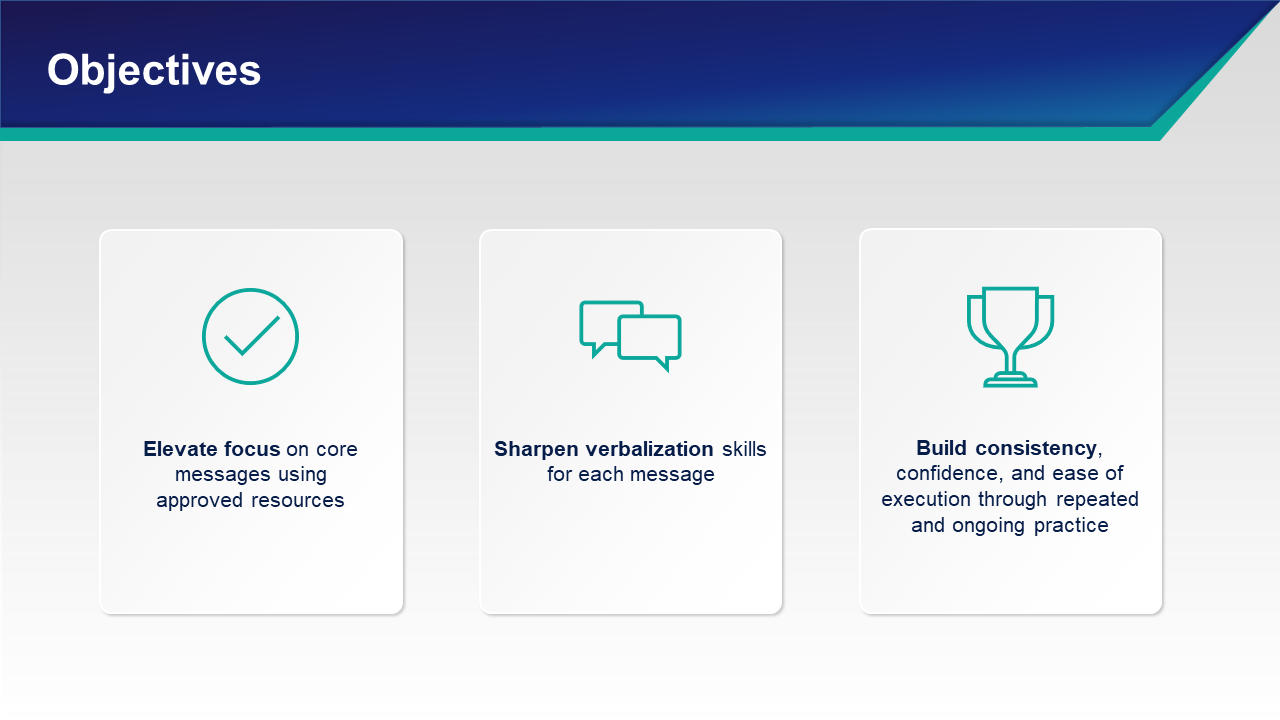 Objectives
Elevate focus on core
messages using
approved resources
Sharpen verbalization skills
for each message
Build consistency,
confidence, and ease of
execution through repeated
and ongoing practice